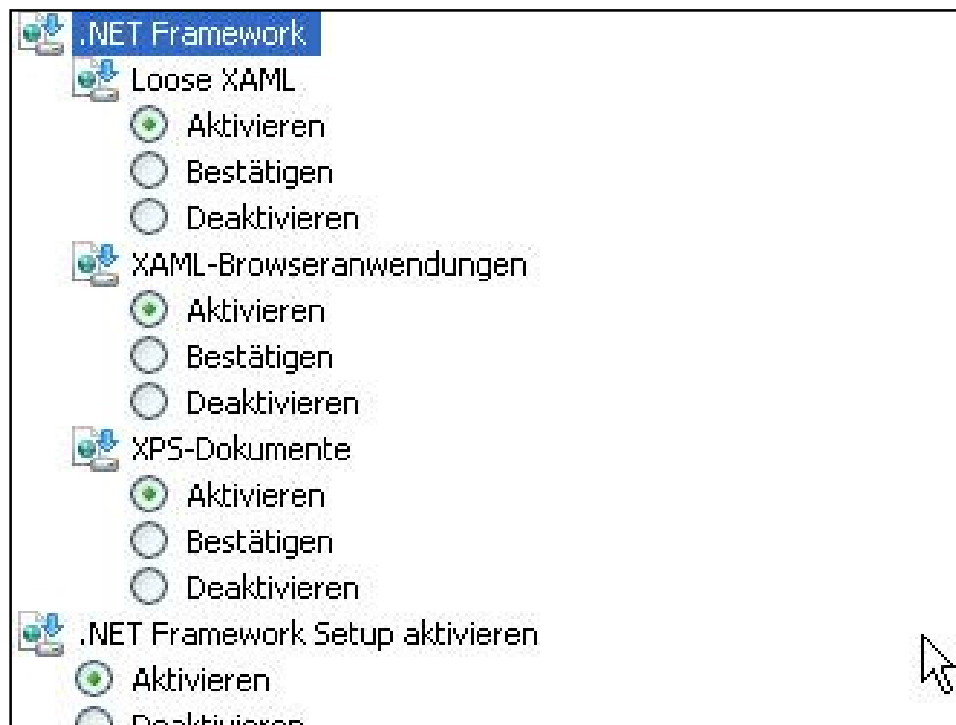 .NET Framework
Loose XAML
Aktivieren
Bestätigen
Deaktivieren
XAML-Browseranwendungen
Aktivieren
Bestätigen
Deaktivieren
XPS-Dokumente
Aktivieren
Bestätigen
Deaktivieren
.NET Framework Setup aktivieren
Aktivieren
Deaktivieren